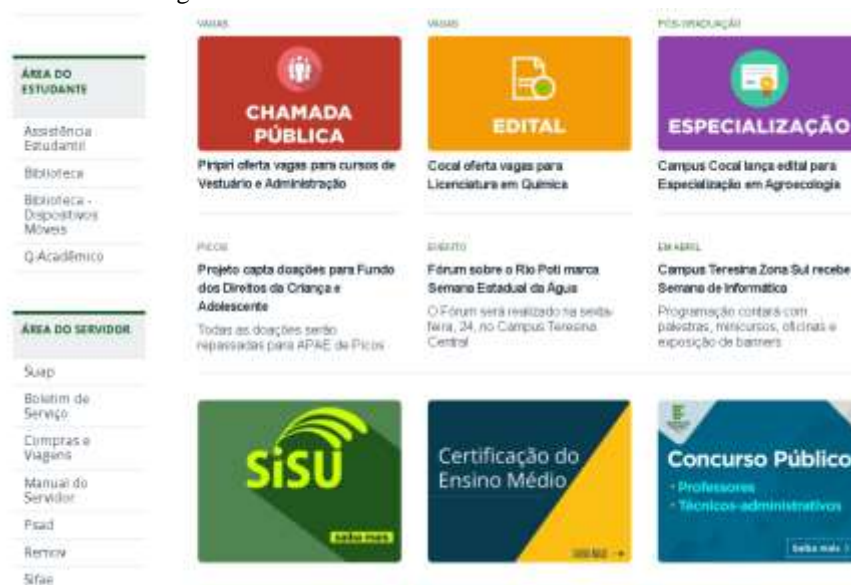 ÁREA DO
ESTUDANTE
Assistência
Estudantil
Biblioteca
Biblioteca -
Dispositivos
Móveis
Q-Acadêmico
ÁREA DO SERVIDOR
Suap
Boletim de
Serviço
Compras e
Viagens
Manual do
Servidor
Psad
Remov
Sifae
VAGAS
CHAMADA
PÚBLICA
Piripiri oferta vagas para cursos de
Vestuário e Administração
VAGAS
EDITAL
Cocal oferta vagas para
Licenciatura em Química
PÓS-GRADUAÇÃO
ESPECIALIZAÇÃO
Campus Cocal lança edital para
Especialização em Agroecologia
PICOS
Projeto capta doações para Fundo
dos Direitos da Criança e
Adolescente
Todas as doações serão
repassadas para APAE de Picos
EVENTO
Fórum sobre o Rio Poti marca
Semana Estadual da Água
O Fórum será realizado na sexta-
feira, 24, no Campus Teresina
Central
EM ABRIL
Campus Teresina Zona Sul recebe
Semana de Informática
Programação contará com
palestras, minicursos, oficinas e
exposição de banners
SiSU
saiba mais
Certificação do
Ensino Médio
SAIBA MAIS
Concurso Público
• Professores
• Técnicos-administrativos
Saiba mais